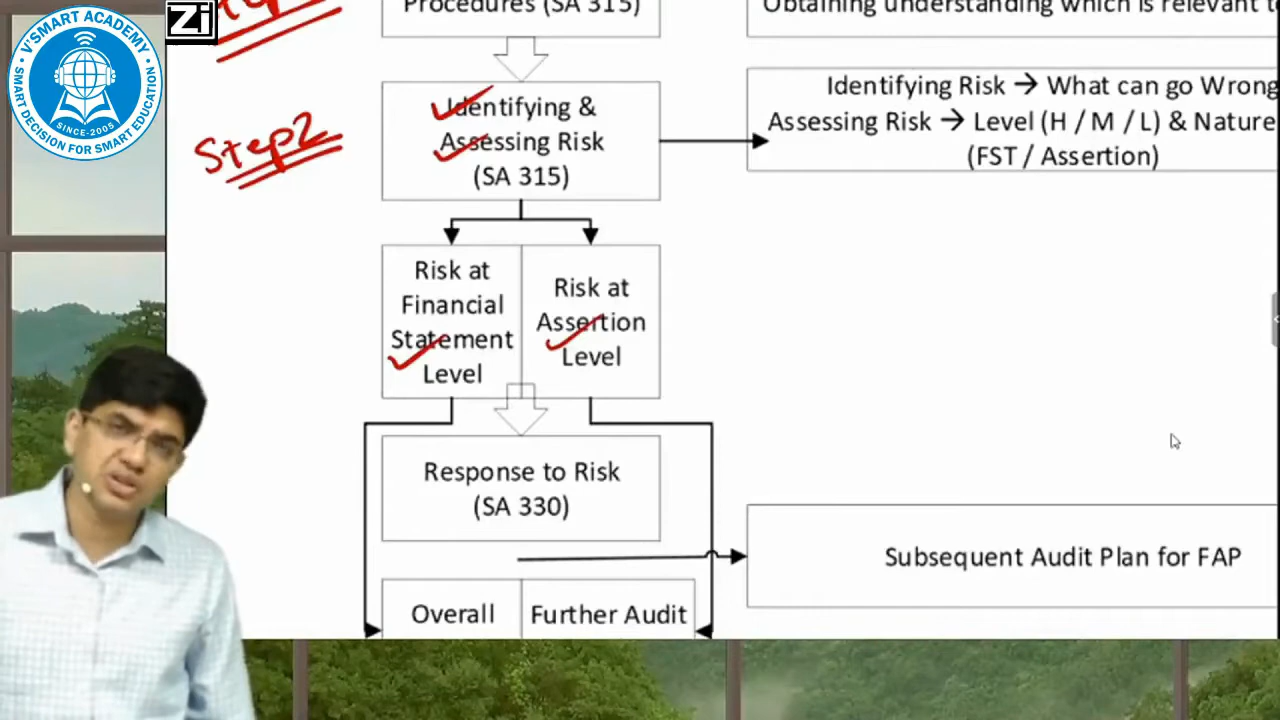 V'SMART ACADEMY
SMART DECISION FOR SMART EDUCATION
SINCE-2005
Zi
Procedures (SA 315)
Obtaining understanding which is relevant
Step2
Identifying &
Assessing Risk
(SA 315)
Identifying Risk → What can go Wrong
Assessing Risk → Level (H / M / L) & Nature
(FST / Assertion)
Risk at
Financial
Statement
Level
Risk at
Assertion
Level
Response to Risk
(SA 330)
Subsequent Audit Plan for FAP
Overall
Further Audit